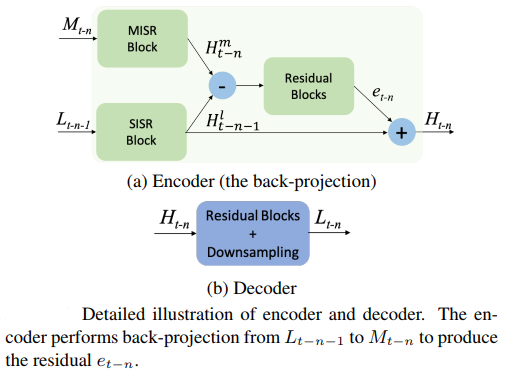 M_{t-n}
MISR
Block
H^m_{t-n}
-
Residual
Blocks
e_{t-n}
L_{t-n-1}
SISR
Block
H^l_{t-n-1}
+
H_{t-n}
(a) Encoder (the back-projection)
H_{t-n}
Residual Blocks
+
Downsampling
L_{t-n}
(b) Decoder
Detailed illustration of encoder and decoder. The en-
coder performs back-projection from L_{t-n-1} to M_{t-n} to produce
the residual e_{t-n}.